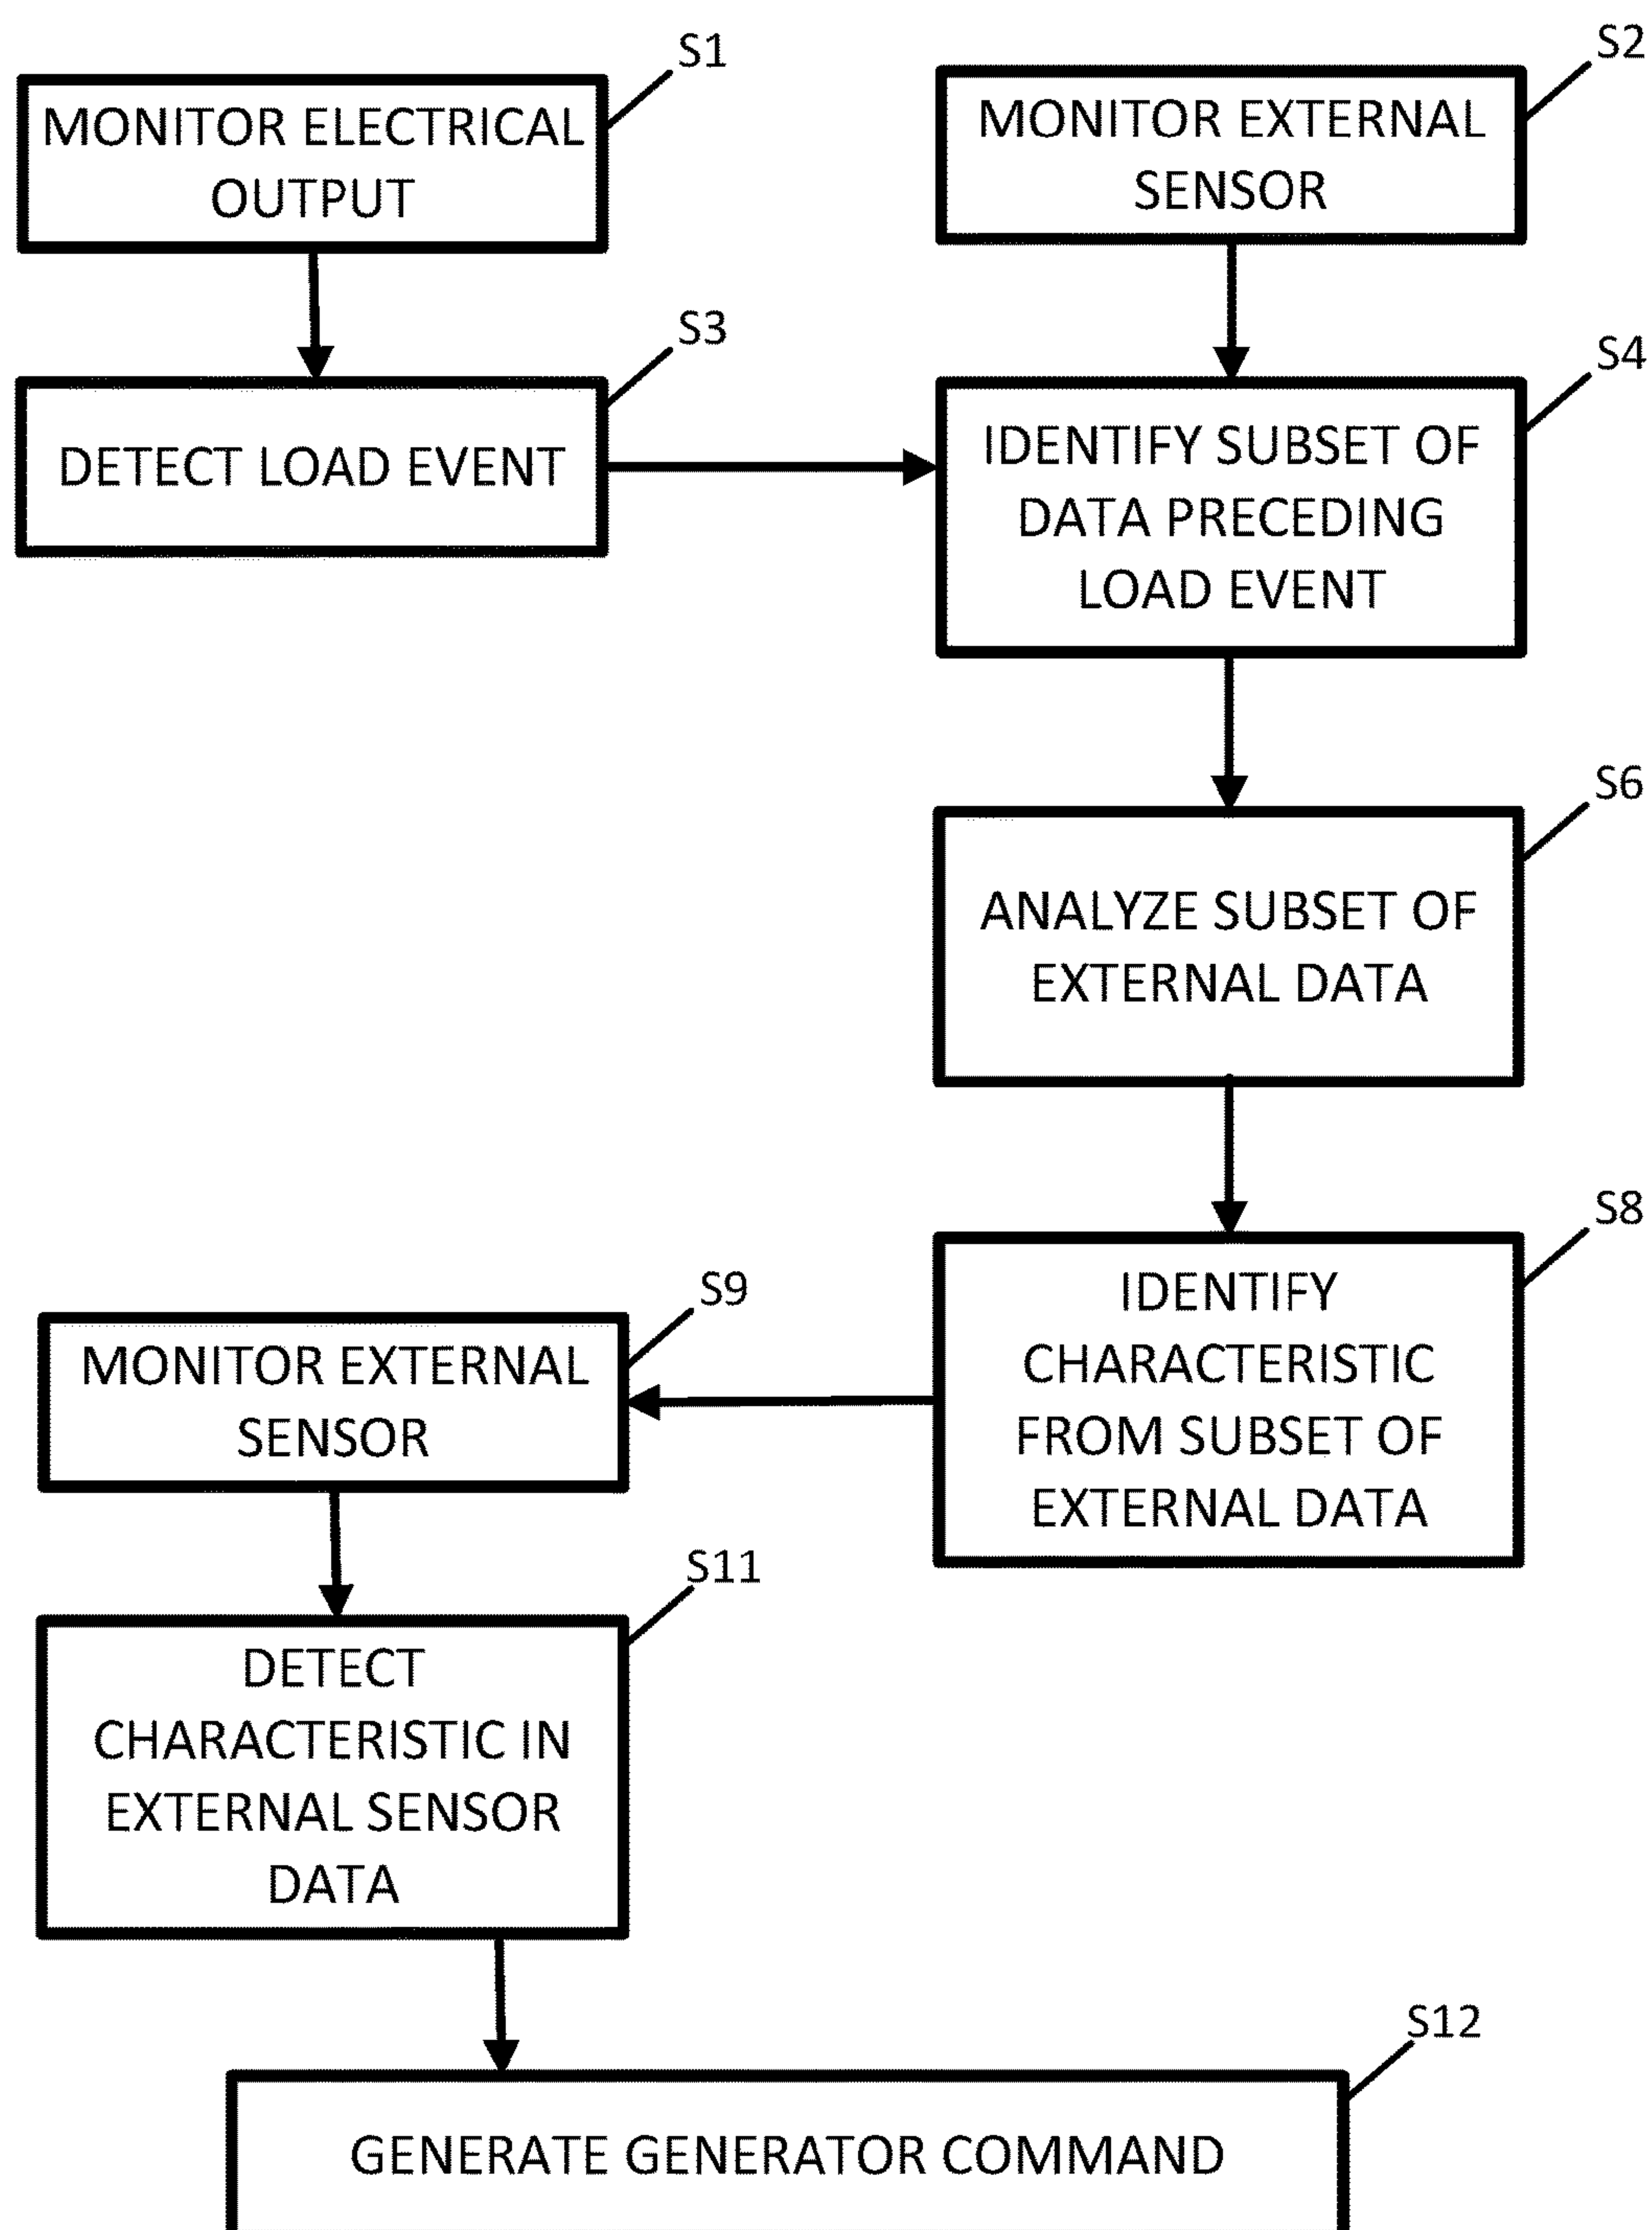 S1
MONITOR ELECTRICAL
OUTPUT
S2
MONITOR EXTERNAL
SENSOR
S3
DETECT LOAD EVENT
S4
IDENTIFY SUBSET OF
DATA PRECEDING
LOAD EVENT
S6
ANALYZE SUBSET OF
EXTERNAL DATA
S8
IDENTIFY
CHARACTERISTIC
FROM SUBSET OF
EXTERNAL DATA
S9
MONITOR EXTERNAL
SENSOR
S11
DETECT
CHARACTERISTIC IN
EXTERNAL SENSOR
DATA
S12
GENERATE GENERATOR COMMAND